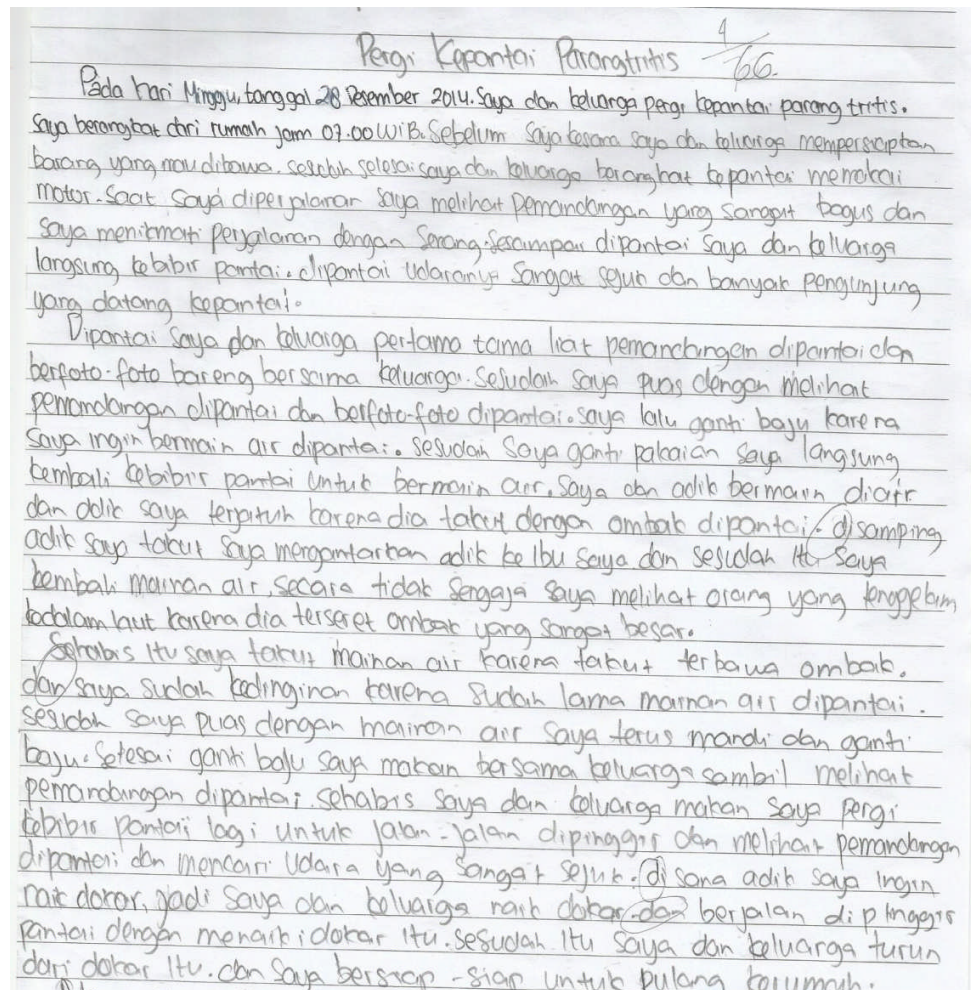 4
Pergi Kepantai Parangtritis 66.
Pada hari Minggu, tanggal 28 Desember 2014. Saya dan keluarga pergi kepantai parang tritis.
Saya berangkat dari rumah jam 07.00 WIB. Sebelum Saya kesana saya dan keluarga mempersiapkan
barang yang mau dibawa. sesudah selesai saya dan keluarga berangkat kepantai memakai
motor. Saat saya diperjalanan saya melihat pemandangan yang sangat bagus dan
saya menikmati perjalanan dengan senang. Sesampai dipantai saya dan keluarga
langsung kebibir pantai. dipantai udaranya sangat sejuk dan banyak pengunjung
yang datang kepantai.
Dipantai saya dan keluarga pertama tama liat pemandangan dipantai dan
berfoto-foto bareng bersama keluarga. Sesudah saya puas dengan melihat
pemandangan dipantai dan berfoto-foto dipantai. saya lalu ganti baju karena
saya ingin bermain air dipantai. sesudah saya ganti pakaian saya langsung
kembali kebibir pantai untuk bermain air. Saya dan adik bermain diair
dan adik saya terjatuh karena dia takut dengan ombak dipantai. disamping
adik saya takut saya mengantarkan adik ke Ibu saya dan sesudah itu saya
kembali mainan air. secara tidak sengaja saya melihat orang yang tenggelam
kedalam laut karena dia terseret ombak yang sangat besar.
Sehabis itu saya takut mainan air karena takut terbawa ombak.
dan saya sudah kedinginan karena sudah lama mainan air dipantai.
sesudah saya puas dengan mainan air saya terus mandi dan ganti
baju. Selesai ganti baju saya makan bersama keluarga sambil melihat
pemandangan dipantai. sehabis saya dan keluarga makan saya pergi
kebibir pantai lagi untuk jalan-jalan dipinggir dan melihat pemandangan
dipantai dan mencari udara yang sangat sejuk. di sana adik saya ingin
naik dokar, jadi saya dan keluarga naik dokar dan berjalan dipinggir
pantai dengan menaiki dokar itu. sesudah itu saya dan keluarga turun
dari dokar itu. dan saya bersiap-siap untuk pulang kerumah.